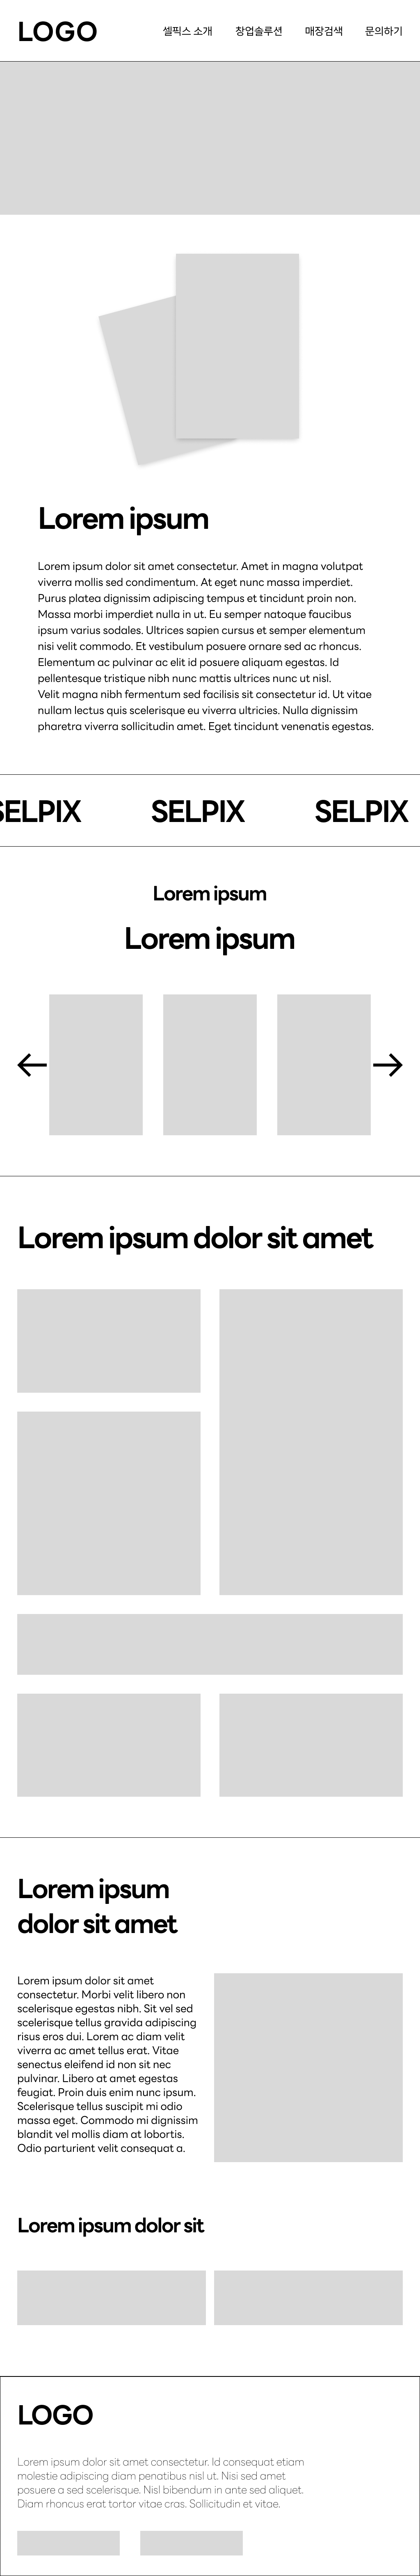 LOGO
셀픽스 소개 창업솔루션 매장검색 문의하기
Lorem ipsum
Lorem ipsum dolor sit amet consectetur. Amet in magna volutpat
viverra mollis sed condimentum. At eget nunc massa imperdiet.
Purus platea dignissim adipiscing tempus et tincidunt proin non.
Massa morbi imperdiet nulla in ut. Eu semper natoque faucibus
ipsum varius sodales. Ultrices sapien cursus et semper elementum
nisi velit commodo. Et vestibulum posuere ornare sed ac rhoncus.
Elementum ac pulvinar ac elit id posuere aliquam egestas. Id
pellentesque tristique nibh nunc mattis ultrices nunc ut nisl.
Velit magna nibh fermentum sed facilisis sit consectetur id. Ut vitae
nullam lectus quis scelerisque eu viverra ultricies. Nulla dignissim
pharetra viverra sollicitudin amet. Eget tincidunt venenatis egestas.
SELPIX SELPIX SELPIX
Lorem ipsum
Lorem ipsum
Lorem ipsum dolor sit amet
Lorem ipsum
dolor sit amet
Lorem ipsum dolor sit amet
consectetur. Morbi velit libero non
scelerisque egestas nibh. Sit vel sed
scelerisque tellus gravida adipiscing
risus eros dui. Lorem ac diam velit
viverra ac amet tellus erat. Vitae
senectus eleifend id non sit nec
pulvinar. Libero at amet egestas
feugiat. Proin duis enim nunc ipsum.
Scelerisque tellus suscipit mi odio
massa eget. Commodo mi dignissim
blandit vel mollis diam at lobortis.
Odio parturient velit consequat a.
Lorem ipsum dolor sit
LOGO
Lorem ipsum dolor sit amet consectetur. Id consequat etiam
molestie adipiscing diam penatibus nisl ut. Nisi sed amet
posuere a sed scelerisque. Nisl bibendum in ante sed aliquet.
Diam rhoncus erat tortor vitae cras. Sollicitudin et vitae.